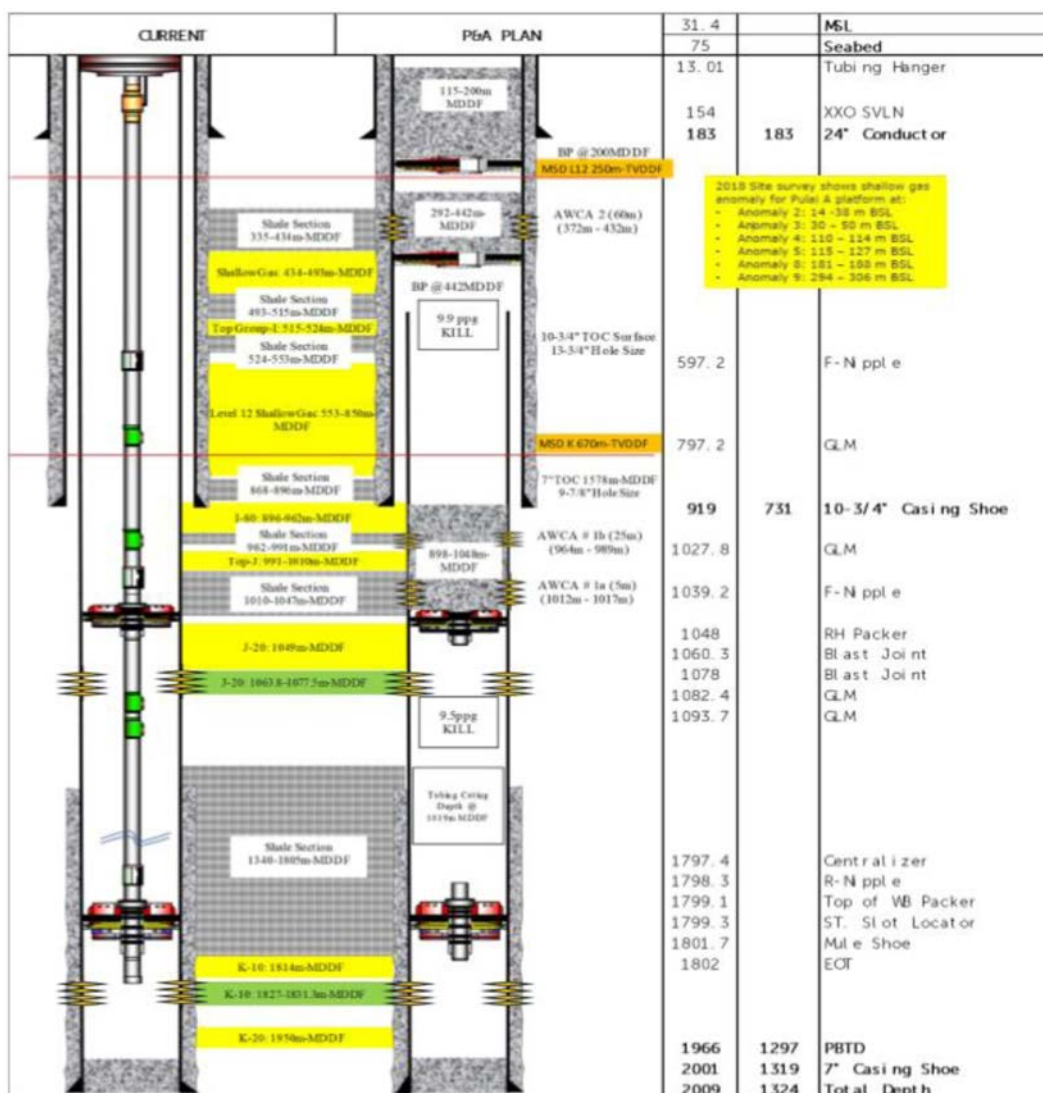 CURRENT
P&A PLAN
31.4 MSL
75 Seabed
13.01 Tubing Hanger
154 XXO SVLN
183 183 24" Conductor
597.2 F-Nipple
797.2 GLM
919 731 10-3/4" Casing Shoe
1027.8 GLM
1039.2 F-Nipple
1048 RH Packer
1060.3 Blast Joint
1078 Blast Joint
1082.4 GLM
1093.7 GLM
1797.4 Centralizer
1798.3 R-Nipple
1799.1 Top of WB Packer
1799.3 ST. Slot Locator
1801.7 Mule Shoe
1802 EOT
1966 1297 PBTD
2001 1319 7" Casing Shoe
2009 1324 Total Depth
115-200m
MDDF
BP @200MDDF
MSD L12 250m-TVDDF
2018 Site survey shows shallow gas
anomaly for Pulai A platform at:
- Anomaly 2: 14 -38 m BSL
- Anomaly 3: 30 – 50 m BSL
- Anomaly 4: 110 – 114 m BSL
- Anomaly 5: 115 – 127 m BSL
- Anomaly 8: 181 – 188 m BSL
- Anomaly 9: 294 – 306 m BSL
292-442m-
MDDF
AWCA 2 (60m)
(372m - 432m)
Shale Section
335-434m-MDDF
ShallowGas 434-493m-MDDF
BP @442MDDF
Shale Section
493-515m-MDDF
9.9 ppg
KILL
Top Group-I: 515-524m-MDDF
Shale Section
524-553m-MDDF
10-3/4" TOC Surface
13-3/4" Hole Size
Level 12 ShallowGas 553-850m-
MDDF
MSD K 670m-TVDDF
Shale Section
868-896m-MDDF
7" TOC 1578m-MDDF
9-7/8" Hole Size
896-962m-MDDF
Shale Section
962-991m-MDDF
AWCA # 1b (25m)
(964m - 989m)
898-1048m-
MDDF
Top-J: 991-1010m-MDDF
Shale Section
1010-1047m-MDDF
AWCA # 1a (5m)
(1012m - 1017m)
J-20: 1049m-MDDF
J-20: 1063.8-1077.5m-MDDF
9.5ppg
KILL
Tubing Cutting
Depth @
MDDF
Shale Section
1340-1805m-MDDF
K-10: 1814m-MDDF
K-10: 1827-1831.3m-MDDF
K-20: 1950m-MDDF